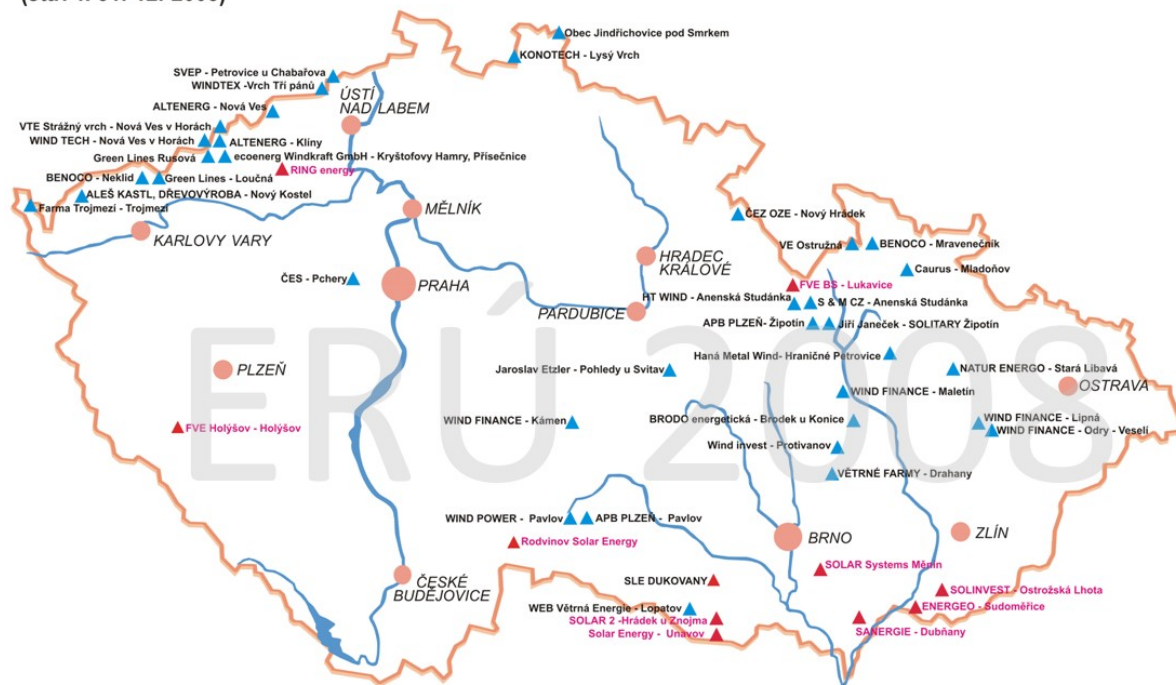 Obec Jindřichovice pod Smrkem
KONOTECH - Lysý Vrch
SVEP - Petrovice u Chabařova
WINDTEX -Vrch Tří pánů
ÚSTÍ
NAD LABEM
ALTENERG - Nová Ves
VTE Strážný vrch - Nová Ves v Horách
WIND TECH - Nová Ves v Horách
ALTENERG - Klíny
Green Lines Rusová
ecoenerg Windkraft GmbH - Kryštofovy Hamry, Přísečnice
RING energy
BENOCO - Neklid
Green Lines - Loučná
ALEŠ KASTL, DŘEVOVÝROBA - Nový Kostel
Farma Trojmezí - Trojmezí
MĚLNÍK
ČEZ OZE - Nový Hrádek
KARLOVY VARY
VE Ostružná
BENOCO - Mravenečník
HRADEC
KRÁLOVÉ
Caurus - Mladoňov
ČES - Pchery
PRAHA
FVE BS - Lukavice
HT WIND - Anenská Studánka
S & M CZ - Anenská Studánka
PARDUBICE
APB PLZEŇ- Žipotín
Jiří Janeček - SOLITARY Žipotín
ERÚ 2008
Haná Metal Wind- Hraničné Petrovice
PLZEŇ
Jaroslav Etzler - Pohledy u Svitav
NATUR ENERGO - Stará Libavá
OSTRAVA
WIND FINANCE - Maletín
WIND FINANCE - Kámen
BRODO energetická - Brodek u Konice
WIND FINANCE - Lipná
FVE Holýšov - Holýšov
WIND FINANCE - Odry - Veselí
Wind invest - Protivanov
VĚTRNÉ FARMY - Drahany
WIND POWER - Pavlov
APB PLZEŇ - Pavlov
Rodvinov Solar Energy
BRNO
ZLÍN
SOLAR Systems Měnín
ČESKÉ
BUDĚJOVICE
SLE DUKOVANY
SOLINVEST - Ostrožská Lhota
WEB Větrná Energie - Lopatov
ENERGEO - Sudoměřice
SOLAR 2 -Hrádek u Znojma
SANERGIE - Dubňany
Solar Energy - Unavov